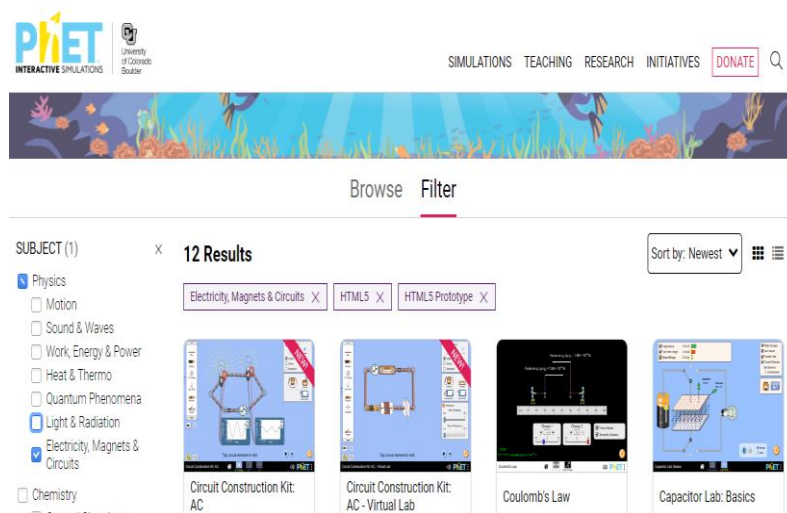 PhET
INTERACTIVE SIMULATIONS
University
of Colorado
Boulder
SIMULATIONS TEACHING RESEARCH INITIATIVES DONATE
Browse Filter
SUBJECT (1) X
12 Results
Sort by: Newest
Electricity, Magnets & Circuits X HTML5 X HTML5 Prototype X
Physics
Motion
Sound & Waves
Work, Energy & Power
Heat & Thermo
Quantum Phenomena
Light & Radiation
Electricity, Magnets &
Circuits
Chemistry
NEW!
NEW!
Circuit Construction Kit:
AC
Circuit Construction Kit:
AC - Virtual Lab
Coulomb's Law
Capacitor Lab: Basics